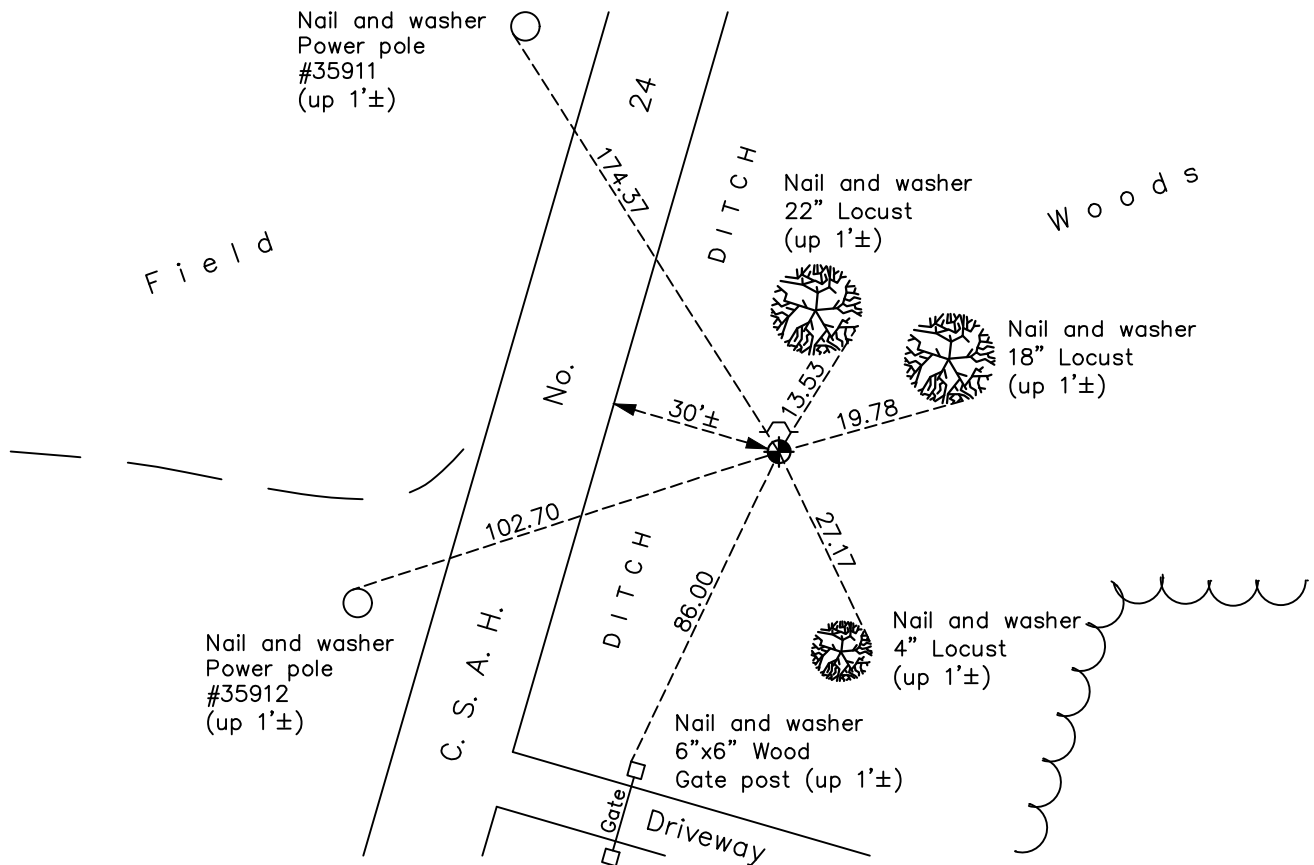 Nail and washer
Power pole
#35911
(up 1'±)
24
174.37
DITCH
Nail and washer
22" Locust
(up 1'±)
Woods
Field
Nail and washer
18" Locust
(up 1'±)
13.53
19.78
30'±
No.
102.70
27.17
86.00
DITCH
Nail and washer
Power pole
#35912
(up 1'±)
C. S. A. H.
Nail and washer
4" Locust
(up 1'±)
Nail and washer
6"x6" Wood
Gate post (up 1'±)
Gate
Driveway